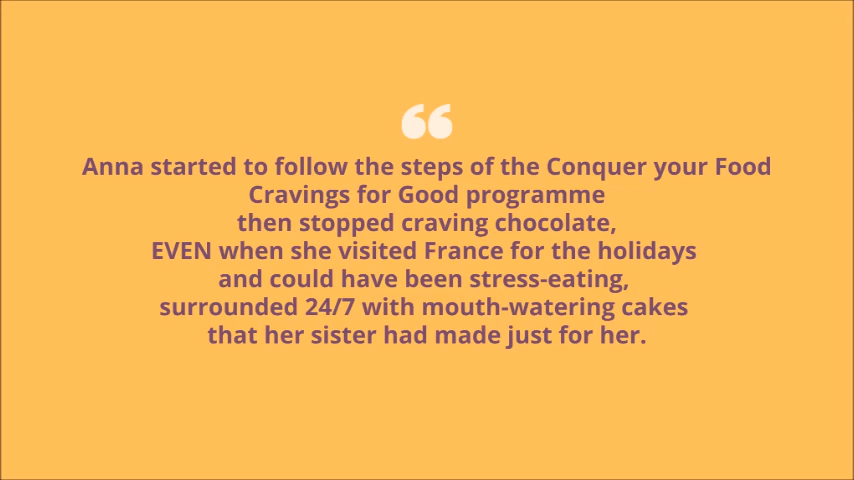 “
Anna started to follow the steps of the Conquer your Food
Cravings for Good programme
then stopped craving chocolate,
EVEN when she visited France for the holidays
and could have been stress-eating,
surrounded 24/7 with mouth-watering cakes
that her sister had made just for her.